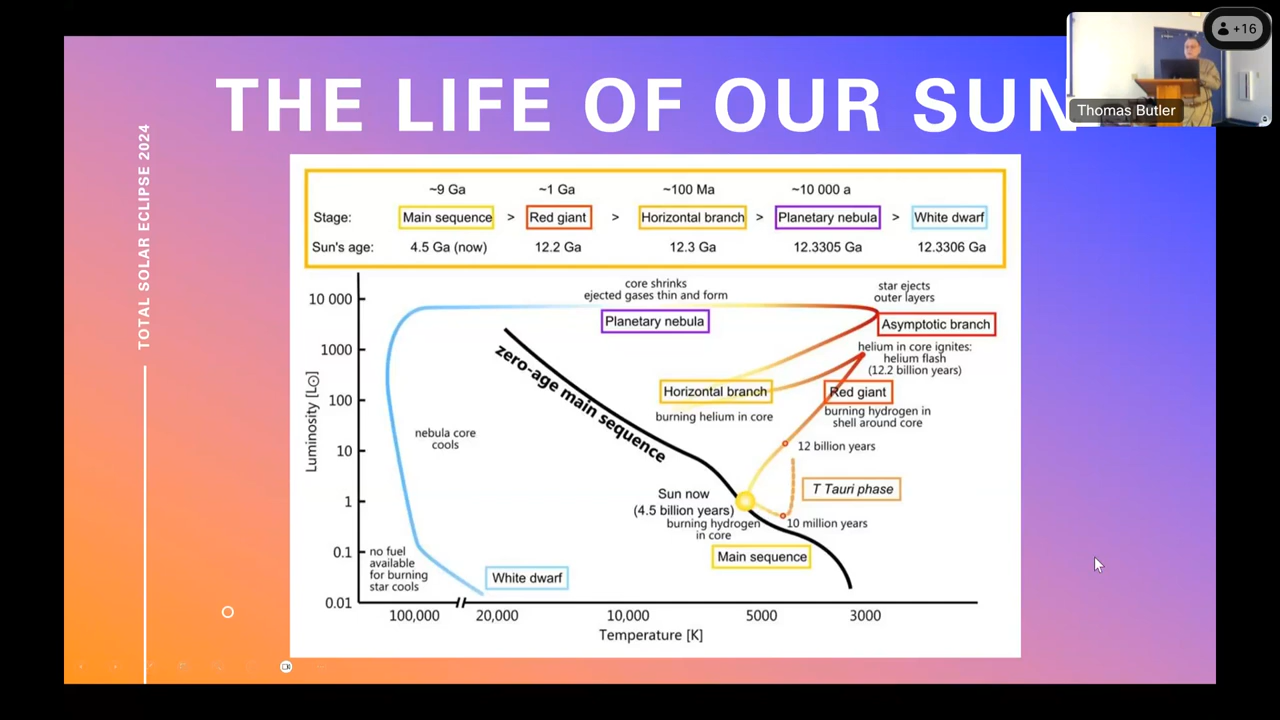 THE LIFE OF OUR SUN
+16
Thomas Butler
TOTAL SOLAR ECLIPSE 2024
~9 Ga ~1 Ga ~100 Ma ~10 000 a
Stage: Main sequence > Red giant > Horizontal branch > Planetary nebula > White dwarf
Sun's age: 4.5 Ga (now) 12.2 Ga 12.3 Ga 12.3305 Ga 12.3306 Ga
core shrinks
ejected gases thin and form
Planetary nebula
star ejects
outer layers
Asymptotic branch
helium in core ignites:
helium flash
(12.2 billion years)
zero-age main sequence
Horizontal branch
burning helium in core
Red giant
burning hydrogen in
shell around core
nebula core
cools
12 billion years
T Tauri phase
Sun now
(4.5 billion years)
burning hydrogen
in core
10 million years
Main sequence
no fuel
available
for burning
star cools
White dwarf
Luminosity [L☉]
10 000
1000
100
10
1
0.1
0.01
100,000 20,000 10,000 5000 3000
Temperature [K]